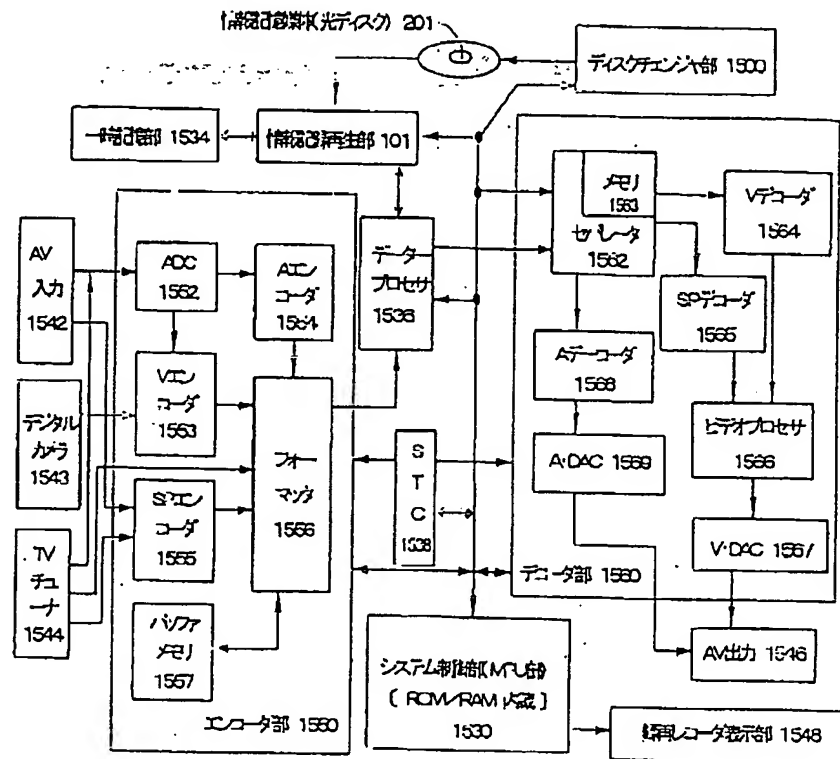 情報記憶媒体(光ディスク) 201
ディスクチェンジャ部 1500
一時記憶部 1534
情報記録再生部 101
AV
入力
1542
デジタル
カメラ
1543
TV
チュ
ーナ
1544
ADC
1552
Aエン
コーダ
1554
Vエン
コーダ
1553
SPエン
コーダ
1555
バッファ
メモリ
1557
フォー
マッタ
1556
エンコーダ部 1550
データー
プロセサ
1536
S
T
C
1538
メモリ
1563
セパレータ
1562
Vデコーダ
1564
SPデコーダ
1565
Aデーコーダ
1568
ビデオプロセサ
1566
A・DAC 1569
V・DAC 1567
デコーダ部 1560
AV出力 1546
システム制御部(MPU部)
[ ROM/RAM 内蔵 ]
1530
録再レコーダ表示部 1548